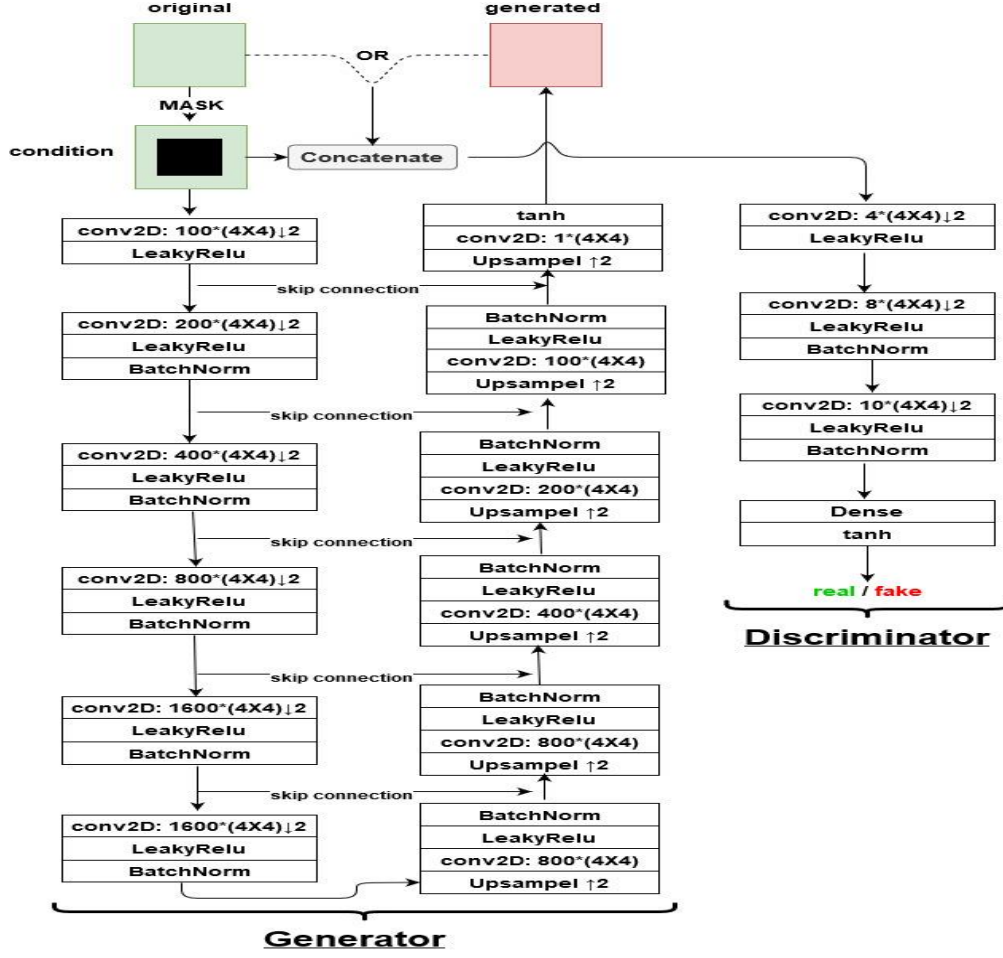 original
generated
OR
MASK
condition
Concatenate
conv2D: 100*(4X4)↓2
LeakyRelu
skip connection
conv2D: 200*(4X4)↓2
LeakyRelu
BatchNorm
skip connection
conv2D: 400*(4X4)↓2
LeakyRelu
BatchNorm
skip connection
conv2D: 800*(4X4)↓2
LeakyRelu
BatchNorm
skip connection
conv2D: 1600*(4X4)↓2
LeakyRelu
BatchNorm
skip connection
conv2D: 1600*(4X4)↓2
LeakyRelu
BatchNorm
tanh
conv2D: 1*(4X4)
Upsampel ↑2
BatchNorm
LeakyRelu
conv2D: 100*(4X4)
Upsampel ↑2
BatchNorm
LeakyRelu
conv2D: 200*(4X4)
Upsampel ↑2
BatchNorm
LeakyRelu
conv2D: 400*(4X4)
Upsampel ↑2
BatchNorm
LeakyRelu
conv2D: 800*(4X4)
Upsampel ↑2
BatchNorm
LeakyRelu
conv2D: 800*(4X4)
Upsampel ↑2
Generator
conv2D: 4*(4X4)↓2
LeakyRelu
conv2D: 8*(4X4)↓2
LeakyRelu
BatchNorm
conv2D: 10*(4X4)↓2
LeakyRelu
BatchNorm
Dense
tanh
real / fake
Discriminator